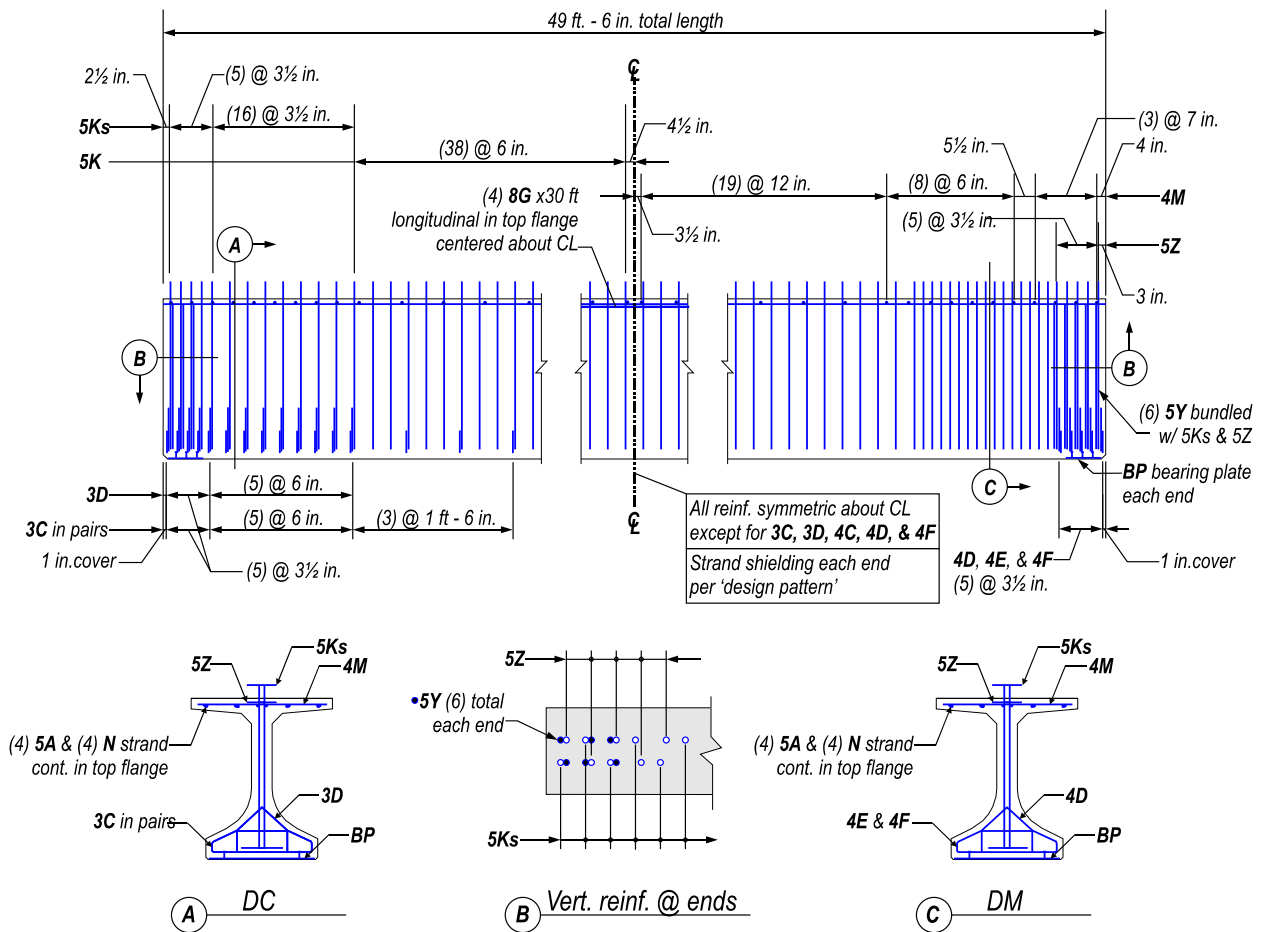 49 ft. - 6 in. total length
2½ in.
(5) @ 3½ in.
(16) @ 3½ in.
5Ks
5K
(38) @ 6 in.
CL
4½ in.
(4) 8G x30 ft
longitudinal in top flange
centered about CL
3½ in.
(19) @ 12 in.
(8) @ 6 in.
5½ in.
(3) @ 7 in.
4 in.
4M
(5) @ 3½ in.
5Z
3 in.
A
B
B
C
(6) 5Y bundled
w/ 5Ks & 5Z
BP bearing plate
each end
3D
(5) @ 6 in.
3C in pairs
(5) @ 6 in.
(3) @ 1 ft - 6 in.
1 in.cover
(5) @ 3½ in.
CL
All reinf. symmetric about CL
except for 3C, 3D, 4C, 4D, & 4F
Strand shielding each end
per ‘design pattern’
4D, 4E, & 4F
(5) @ 3½ in.
1 in.cover
5Ks
5Z
4M
(4) 5A & (4) N strand
cont. in top flange
3D
3C in pairs
BP
A DC
5Z
5Y (6) total
each end
5Ks
B Vert. reinf. @ ends
5Ks
5Z
4M
(4) 5A & (4) N strand
cont. in top flange
4D
4E & 4F
BP
C DM